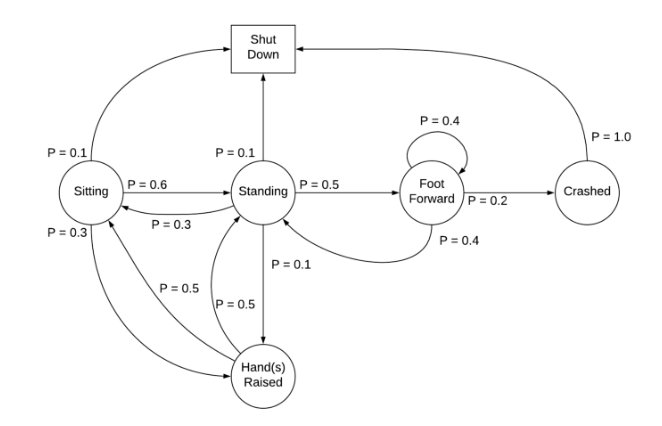 Shut
Down
P = 0.4
P = 1.0
P = 0.1
P = 0.1
Sitting
P = 0.6
Standing
P = 0.5
Foot
Forward
P = 0.2
Crashed
P = 0.3
P = 0.3
P = 0.4
P = 0.1
P = 0.5
P = 0.5
Hand(s)
Raised